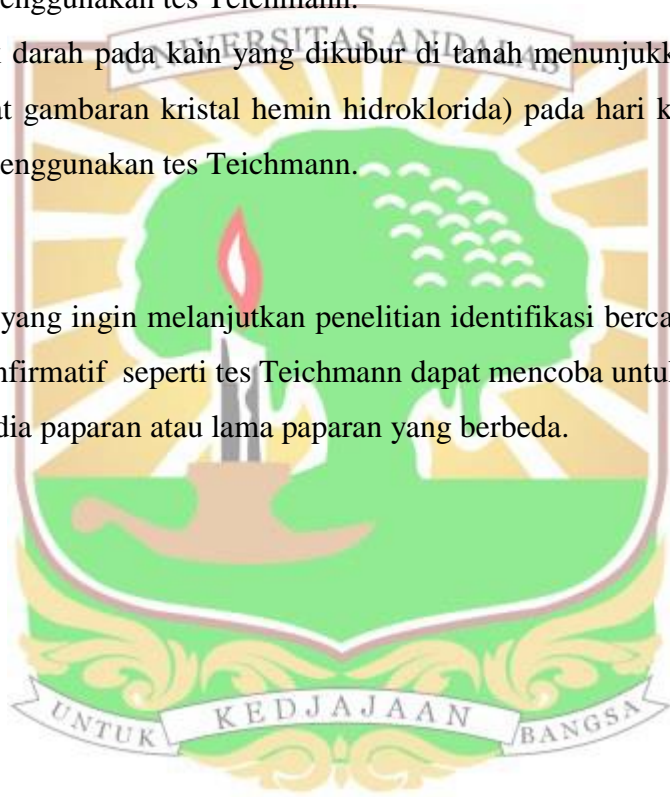 enggunakan tes Teichmann.
darah pada kain yang dikubur di tanah menunjukk
at gambaran kristal hemin hidroklorida) pada hari k
enggunakan tes Teichmann.
yang ingin melanjutkan penelitian identifikasi berca
nfirmatif seperti tes Teichmann dapat mencoba untu
dia paparan atau lama paparan yang berbeda.
UNIVERSITAS ANDALAS
UNTUK KEDJAJAAN BANGSA